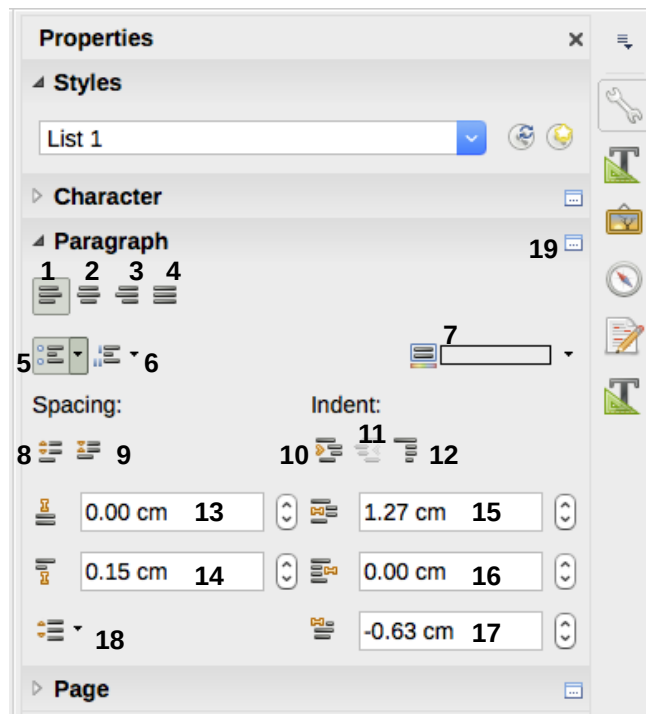 Properties
Styles
List 1
Character
Paragraph
19
1 2 3 4
5 6 7
Spacing: Indent:
8 9 10 11 12
0.00 cm 13 1.27 cm 15
0.15 cm 14 0.00 cm 16
18 -0.63 cm 17
Page